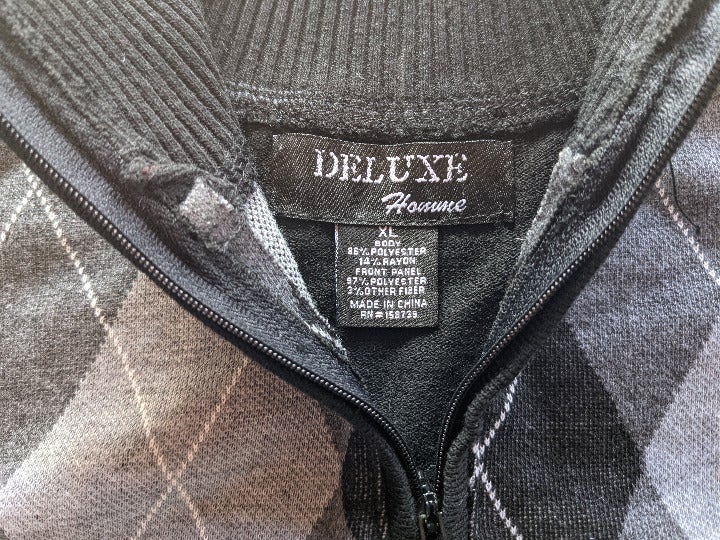 DELUXE
Homme
XL
BODY
86% POLYESTER
14% RAYON
FRONT PANEL
97% POLYESTER
3% OTHER FIBER
MADE IN CHINA
RN# 158739